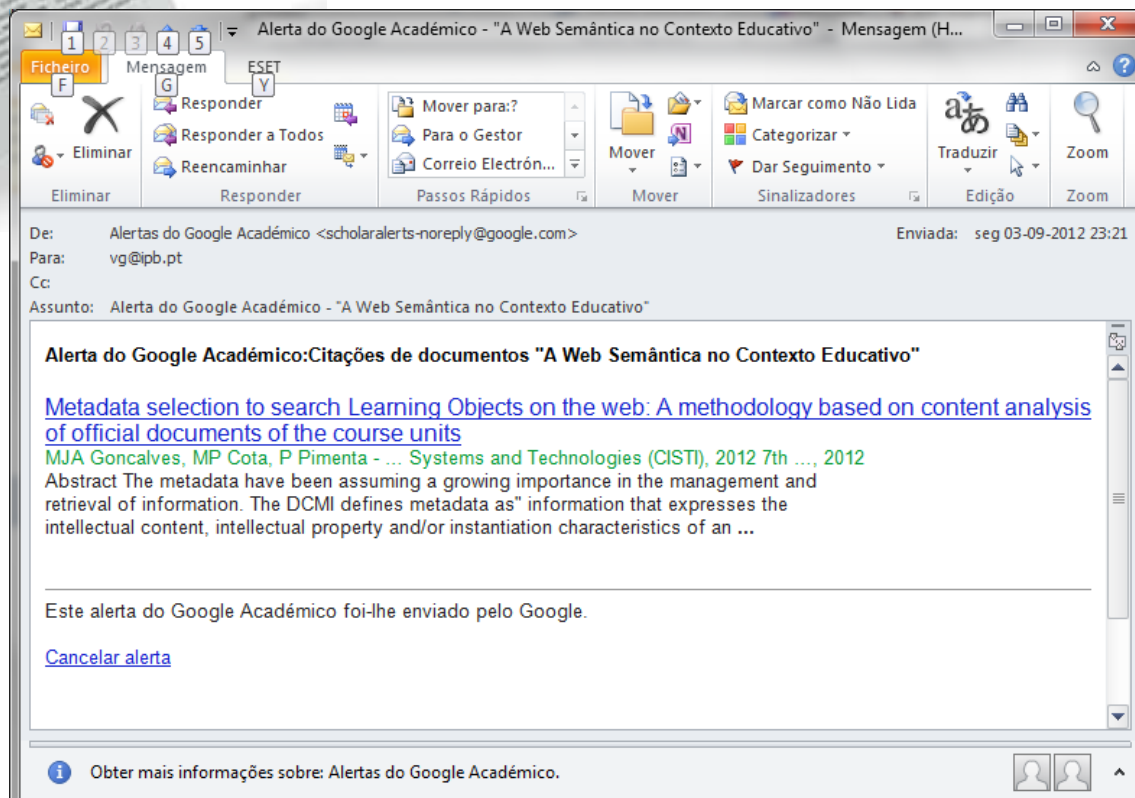 Alerta do Google Académico - "A Web Semântica no Contexto Educativo" - Mensagem (H...
1 2 3 4 5
Ficheiro Mensagem ESET
F G Y
Eliminar
Responder
Responder a Todos
Reencaminhar
Mover para:?
Para o Gestor
Correio Electrón...
Mover
Marcar como Não Lida
Categorizar
Dar Seguimento
Traduzir
Zoom
Eliminar Responder Passos Rápidos Mover Sinalizadores Edição Zoom
De: Alertas do Google Académico <scholaralerts-noreply@google.com> Enviada: seg 03-09-2012 23:21
Para: vg@ipb.pt
Cc:
Assunto: Alerta do Google Académico - "A Web Semântica no Contexto Educativo"
Alerta do Google Académico:Citações de documentos "A Web Semântica no Contexto Educativo"
Metadata selection to search Learning Objects on the web: A methodology based on content analysis
of official documents of the course units
MJA Goncalves, MP Cota, P Pimenta - ... Systems and Technologies (CISTI), 2012 7th ..., 2012
Abstract The metadata have been assuming a growing importance in the management and
retrieval of information. The DCMI defines metadata as" information that expresses the
intellectual content, intellectual property and/or instantiation characteristics of an ...
Este alerta do Google Académico foi-lhe enviado pelo Google.
Cancelar alerta
Obter mais informações sobre: Alertas do Google Académico.